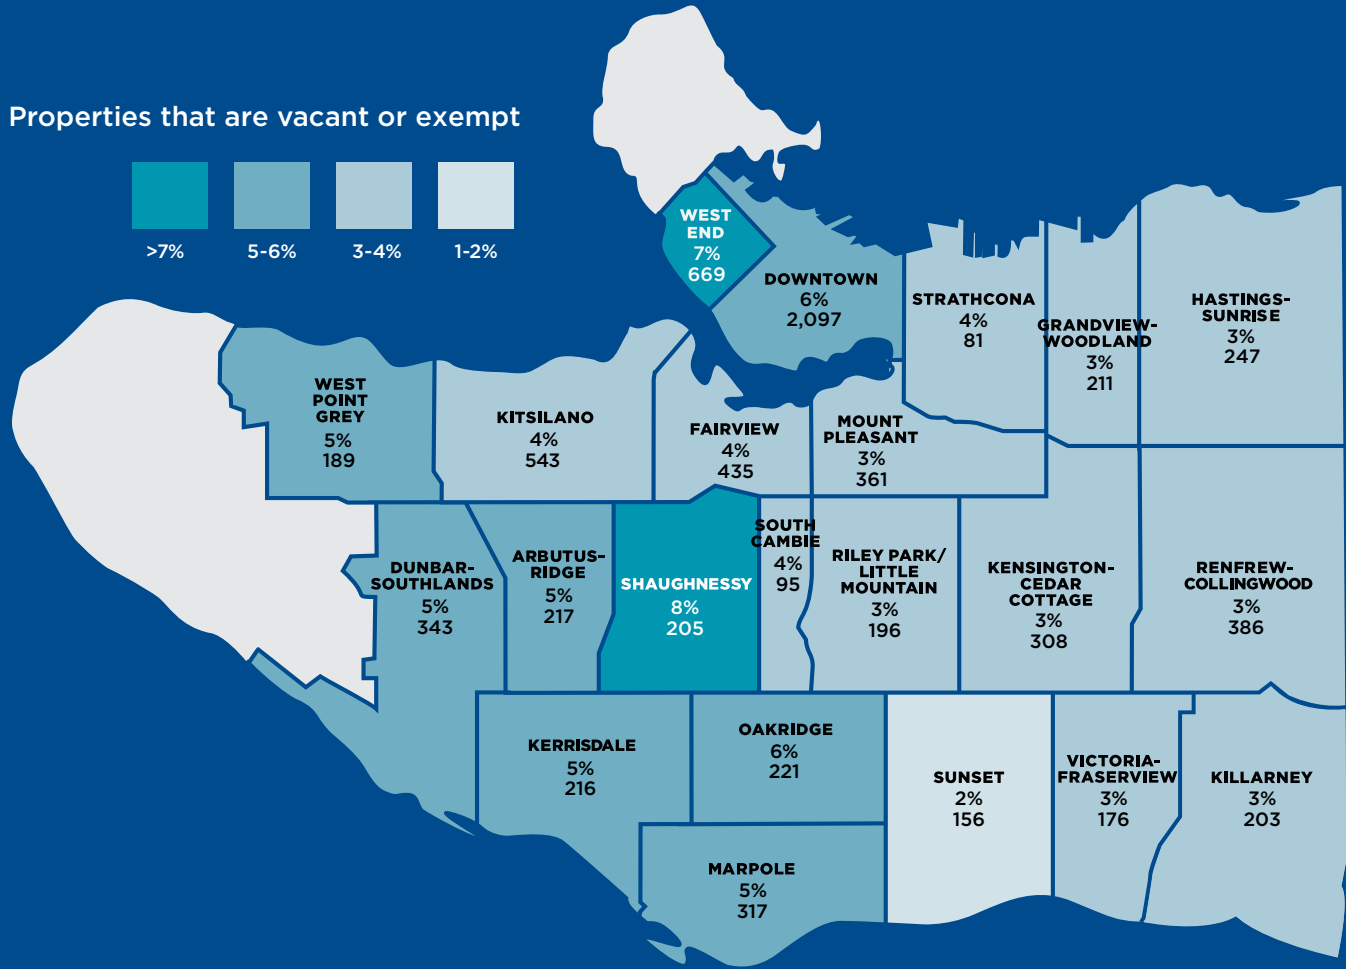 Properties that are vacant or exempt
>7%
5-6%
3-4%
1-2%
WEST
END
7%
669
DOWNTOWN
6%
2,097
STRATHCONA
4%
81
GRANDVIEW-
WOODLAND
3%
211
HASTINGS-
SUNRISE
3%
247
WEST
POINT
GREY
5%
189
KITSILANO
4%
543
FAIRVIEW
4%
435
MOUNT
PLEASANT
3%
361
DUNBAR-
SOUTHLANDS
5%
343
ARBUTUS-
RIDGE
5%
217
SHAUGHNESSY
8%
205
SOUTH
CAMBIE
4%
95
RILEY PARK/
LITTLE
MOUNTAIN
3%
196
KENSINGTON-
CEDAR
COTTAGE
3%
308
RENFREW-
COLLINGWOOD
3%
386
KERRISDALE
5%
216
OAKRIDGE
6%
221
SUNSET
2%
156
VICTORIA-
FRASERVIEW
3%
176
KILLARNEY
3%
203
MARPOLE
5%
317